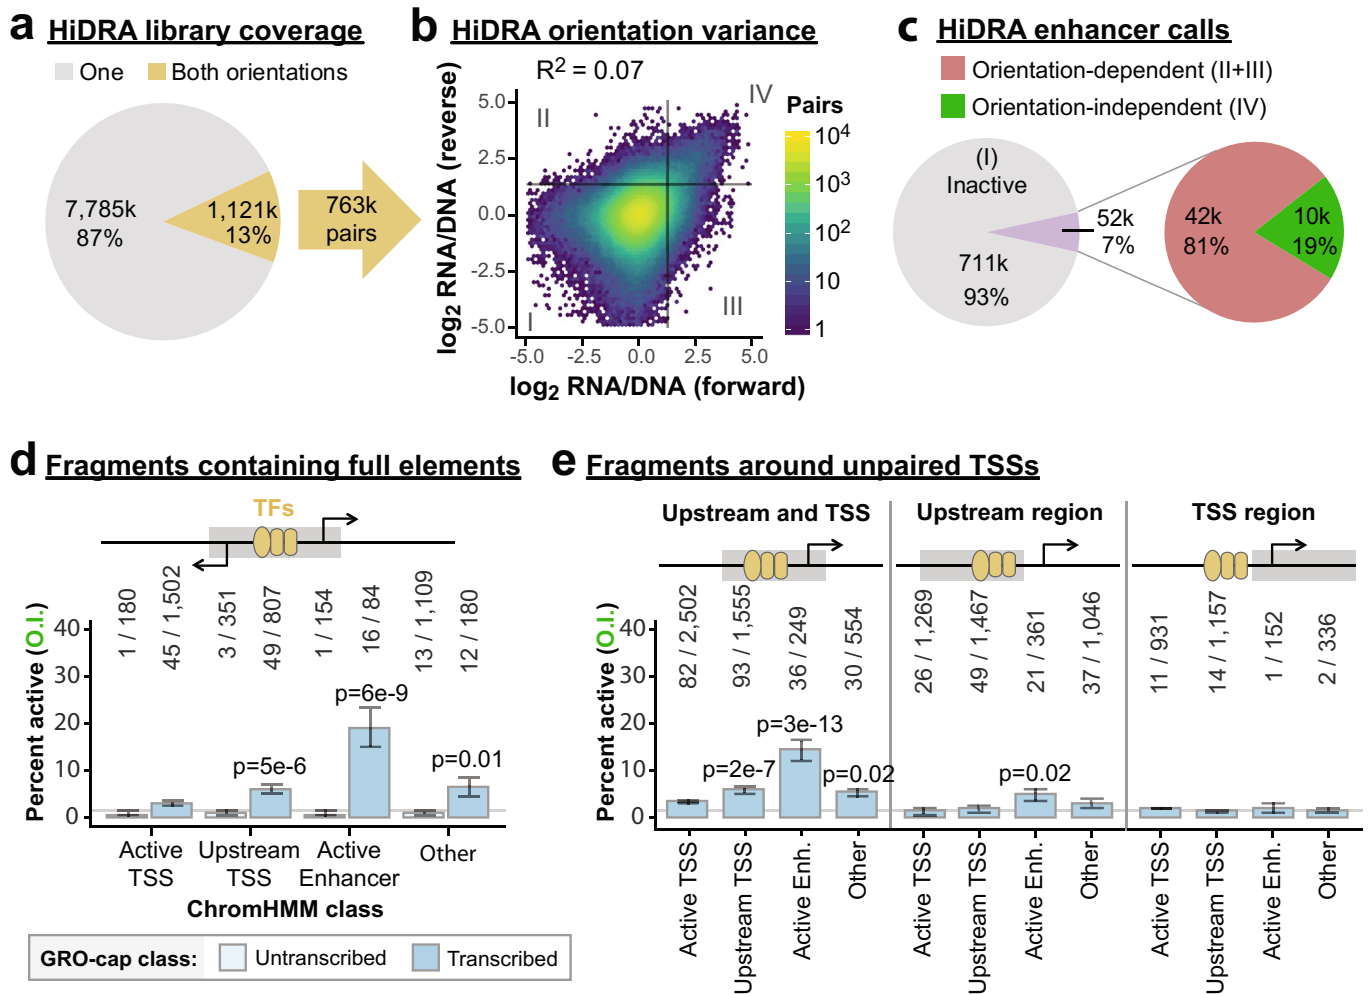 a HiDRA library coverage
One
Both orientations
7,785k
87%
1,121k
13%
763k
pairs
b HiDRA orientation variance
R² = 0.07
log₂ RNA/DNA (reverse)
5.0
2.5
0.0
-2.5
-5.0
II
IV
I
III
-5.0 -2.5 0.0 2.5 5.0
log₂ RNA/DNA (forward)
Pairs
10⁴
10³
10²
10
1
c HiDRA enhancer calls
Orientation-dependent (II+III)
Orientation-independent (IV)
(I)
Inactive
711k
93%
52k
7%
42k
81%
10k
19%
d Fragments containing full elements
TFs
1 / 180
45 / 1,502
3 / 351
49 / 807
1 / 154
16 / 84
13 / 1,109
12 / 180
Percent active (O.I.)
40
30
20
10
0
p=5e-6
p=6e-9
p=0.01
Active
TSS
Upstream
TSS
Active
Enhancer
Other
ChromHMM class
GRO-cap class:
Untranscribed
Transcribed
e Fragments around unpaired TSSs
Upstream and TSS
Upstream region
TSS region
82 / 2,502
93 / 1,555
36 / 249
30 / 554
26 / 1,269
49 / 1,467
21 / 361
37 / 1,046
11 / 931
14 / 1,157
1 / 152
2 / 336
Percent active (O.I.)
40
30
20
10
0
p=2e-7
p=3e-13
p=0.02
p=0.02
Active TSS
Upstream TSS
Active Enh.
Other
Active TSS
Upstream TSS
Active Enh.
Other
Active TSS
Upstream TSS
Active Enh.
Other